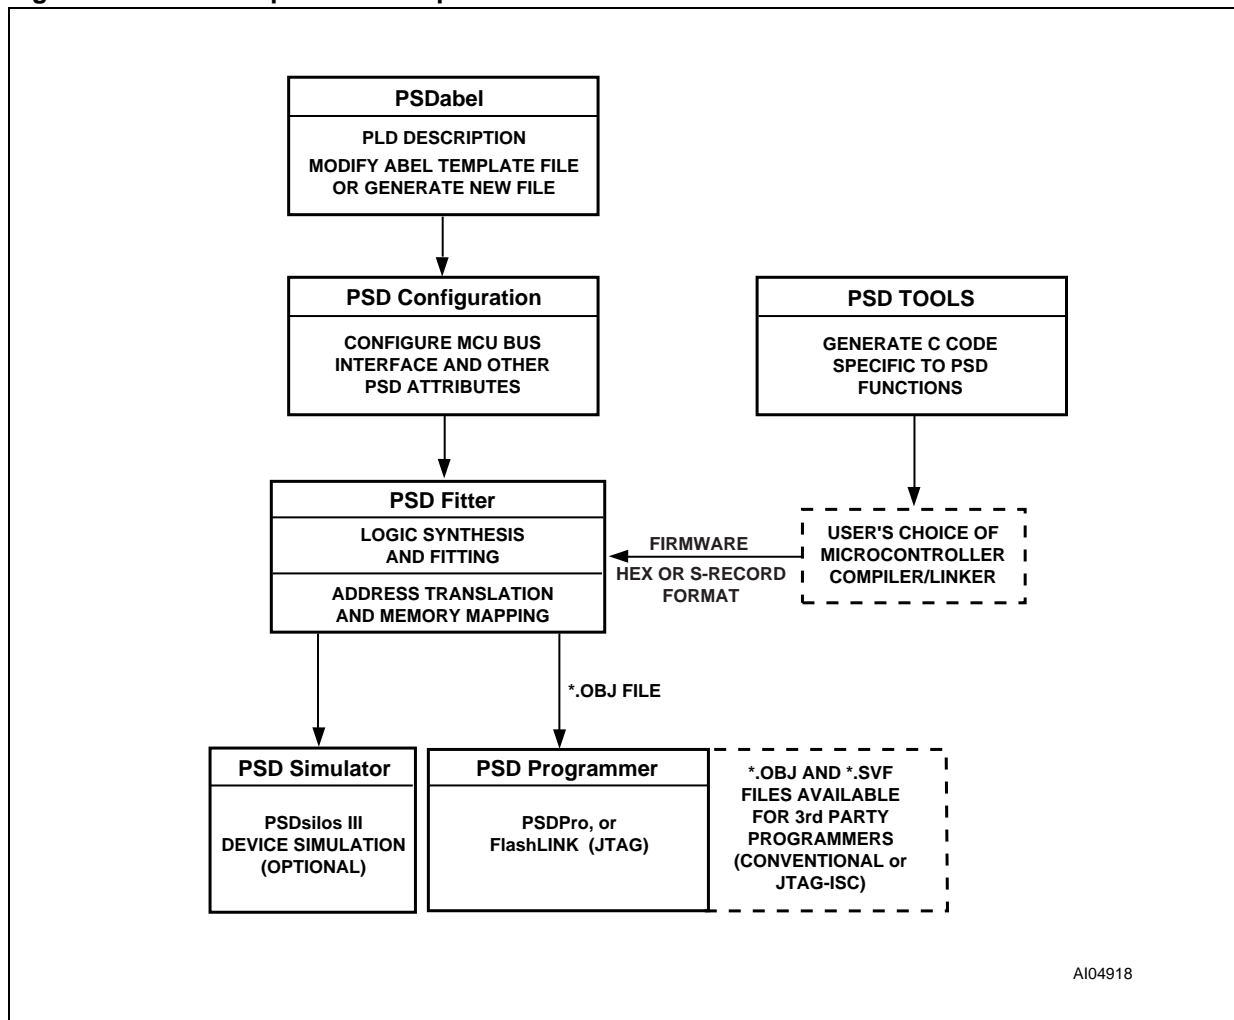 PSDabel
PLD DESCRIPTION
MODIFY ABEL TEMPLATE FILE
OR GENERATE NEW FILE
PSD Configuration
CONFIGURE MCU BUS
INTERFACE AND OTHER
PSD ATTRIBUTES
PSD TOOLS
GENERATE C CODE
SPECIFIC TO PSD
FUNCTIONS
PSD Fitter
LOGIC SYNTHESIS
AND FITTING
ADDRESS TRANSLATION
AND MEMORY MAPPING
FIRMWARE
HEX OR S-RECORD
FORMAT
USER'S CHOICE OF
MICROCONTROLLER
COMPILER/LINKER
*.OBJ FILE
PSD Simulator
PSDsilos III
DEVICE SIMULATION
(OPTIONAL)
PSD Programmer
PSDPro, or
FlashLINK (JTAG)
*.OBJ AND *.SVF
FILES AVAILABLE
FOR 3rd PARTY
PROGRAMMERS
(CONVENTIONAL or
JTAG-ISC)
AI04918